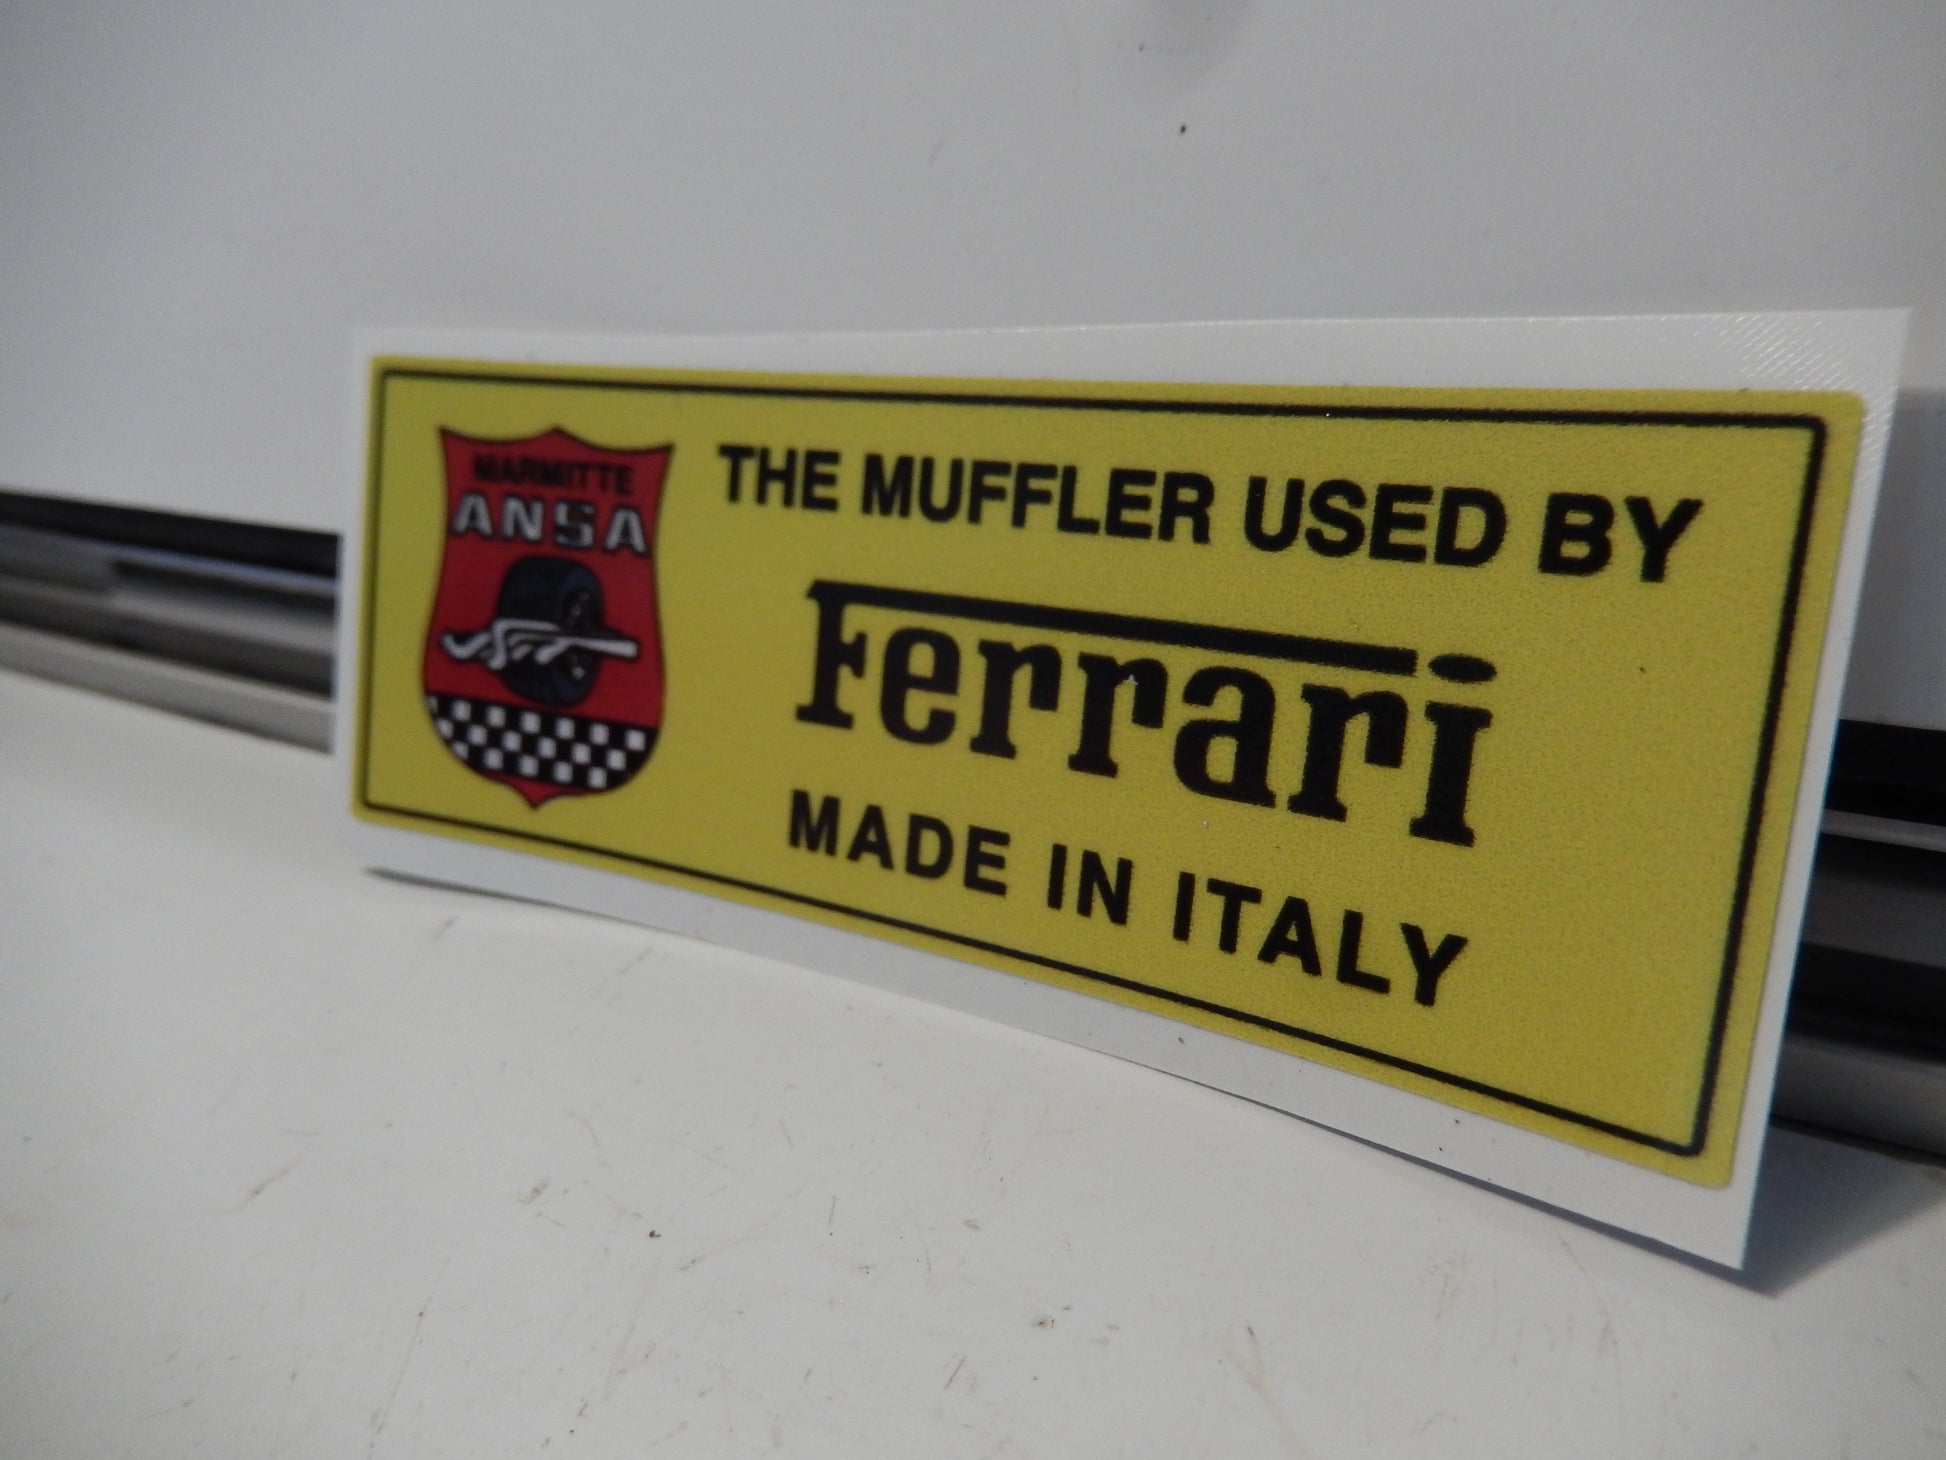 MARMITTE
ANSA
THE MUFFLER USED BY
Ferrari
MADE IN ITALY